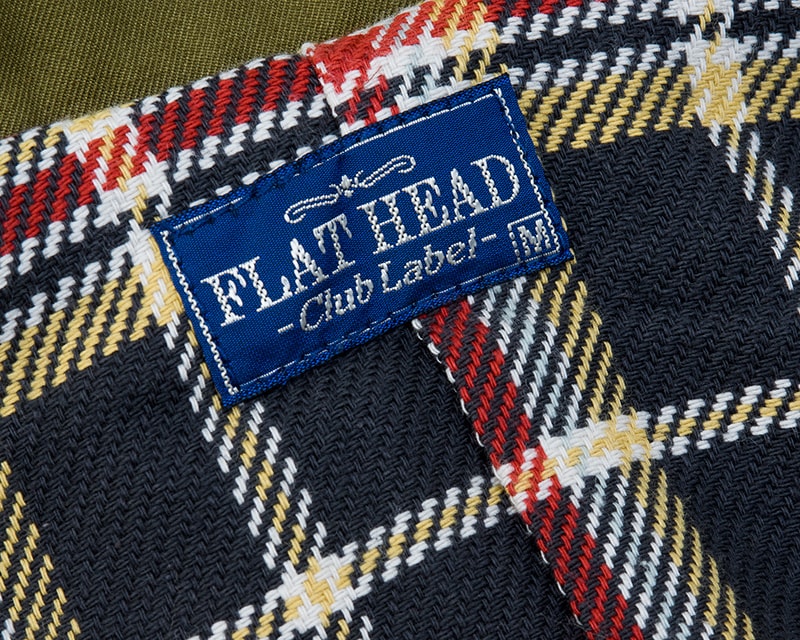 FLAT HEAD
-Club Label-
M